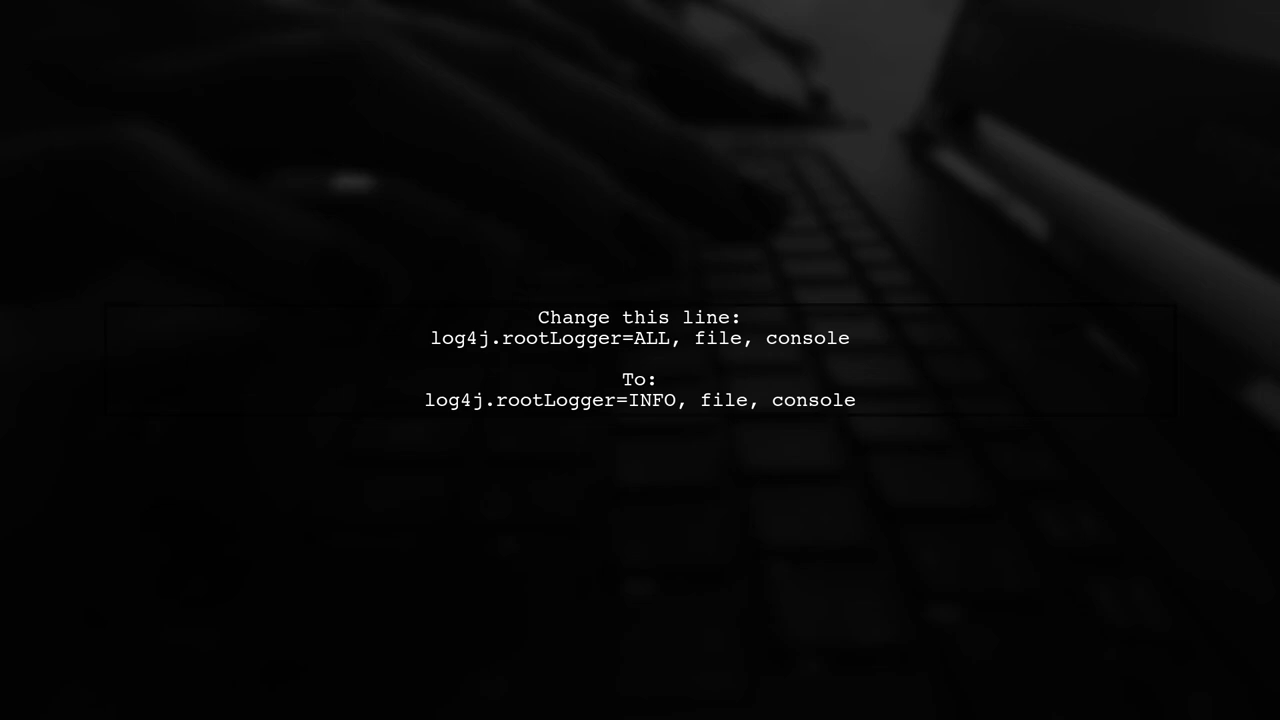 Change this line:
log4j.rootLogger=ALL, file, console
To:
log4j.rootLogger=INFO, file, console